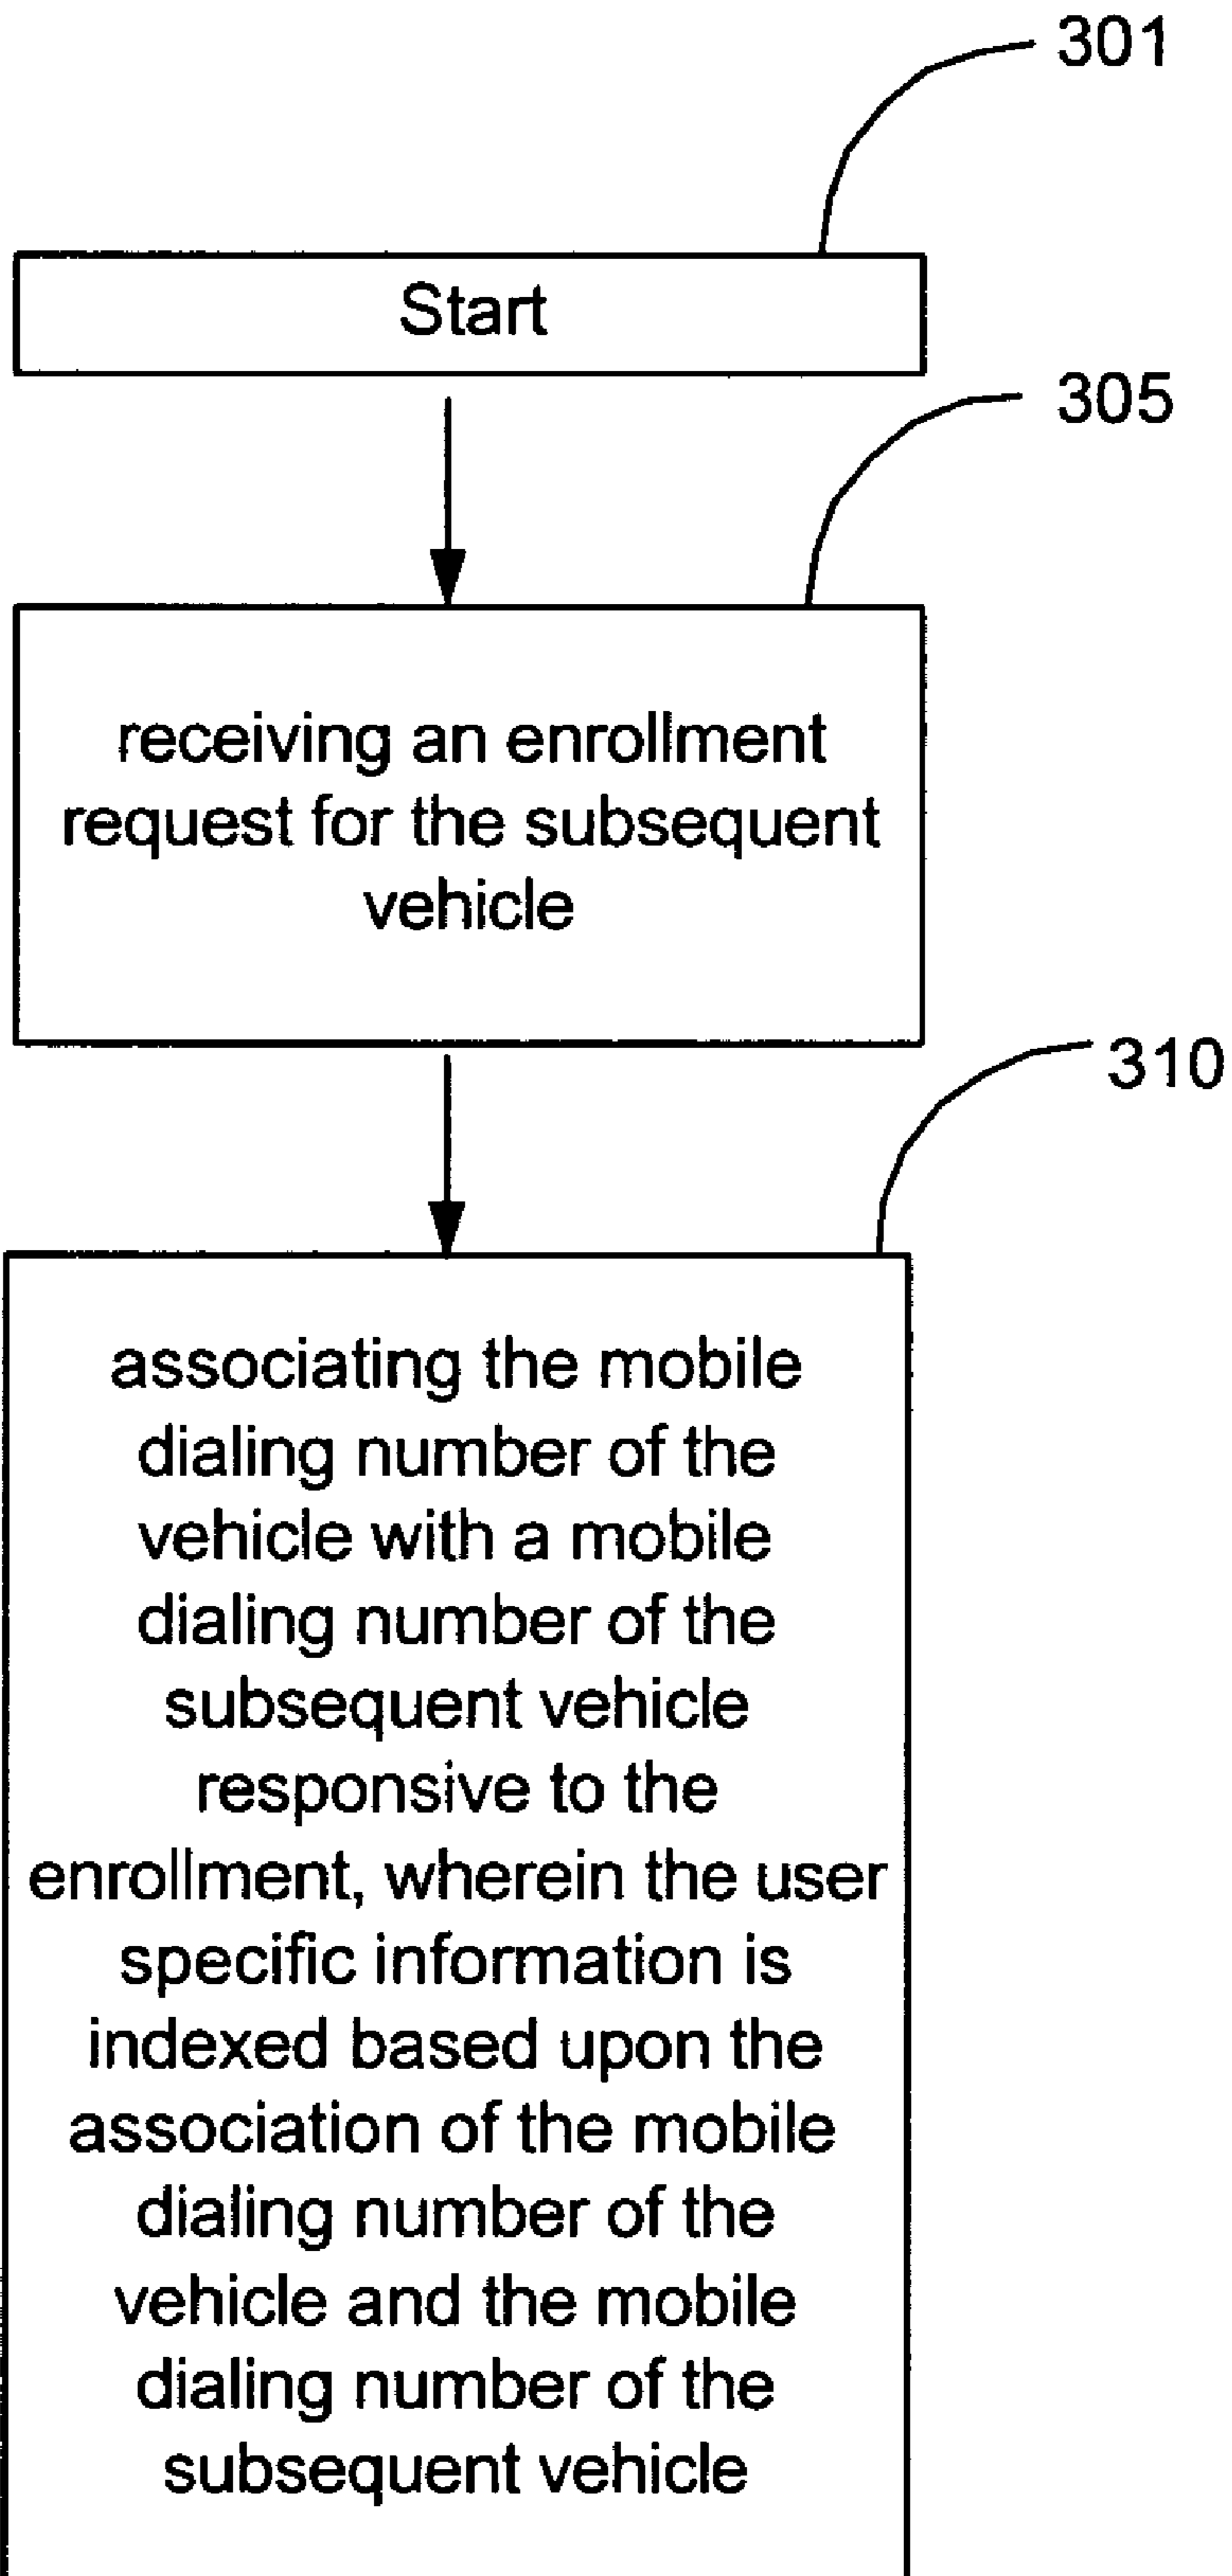 301
Start
305
receiving an enrollment
request for the subsequent
vehicle
310
associating the mobile
dialing number of the
vehicle with a mobile
dialing number of the
subsequent vehicle
responsive to the
enrollment, wherein the user
specific information is
indexed based upon the
association of the mobile
dialing number of the
vehicle and the mobile
dialing number of the
subsequent vehicle